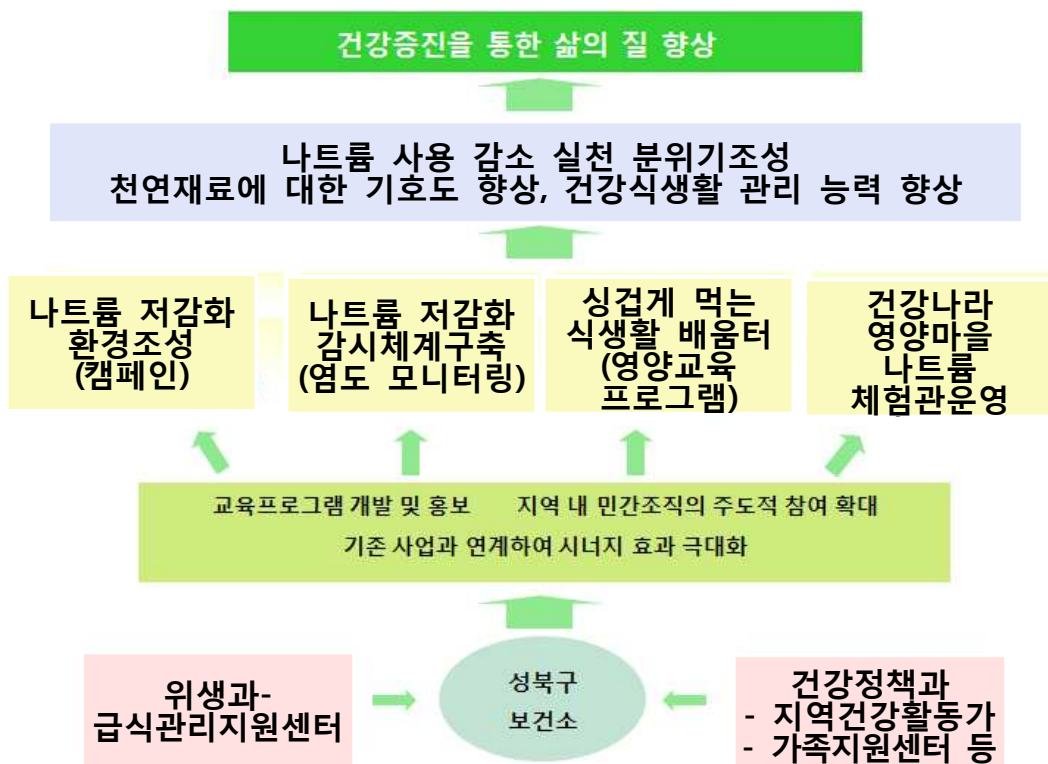 건강증진을 통한 삶의 질 향상
나트륨 사용 감소 실천 분위기조성
천연재료에 대한 기호도 향상, 건강식생활 관리 능력 향상
나트륨 저감화
환경조성
(캠페인)
나트륨 저감화
감시체계구축
(염도 모니터링)
싱겁게 먹는
식생활 배움터
(영양교육
프로그램)
건강나라
영양마을
나트륨
체험관운영
교육프로그램 개발 및 홍보 지역 내 민간조직의 주도적 참여 확대
기존 사업과 연계하여 시너지 효과 극대화
위생과-
급식관리지원센터
성북구
보건소
건강정책과
- 지역건강활동가
- 가족지원센터 등